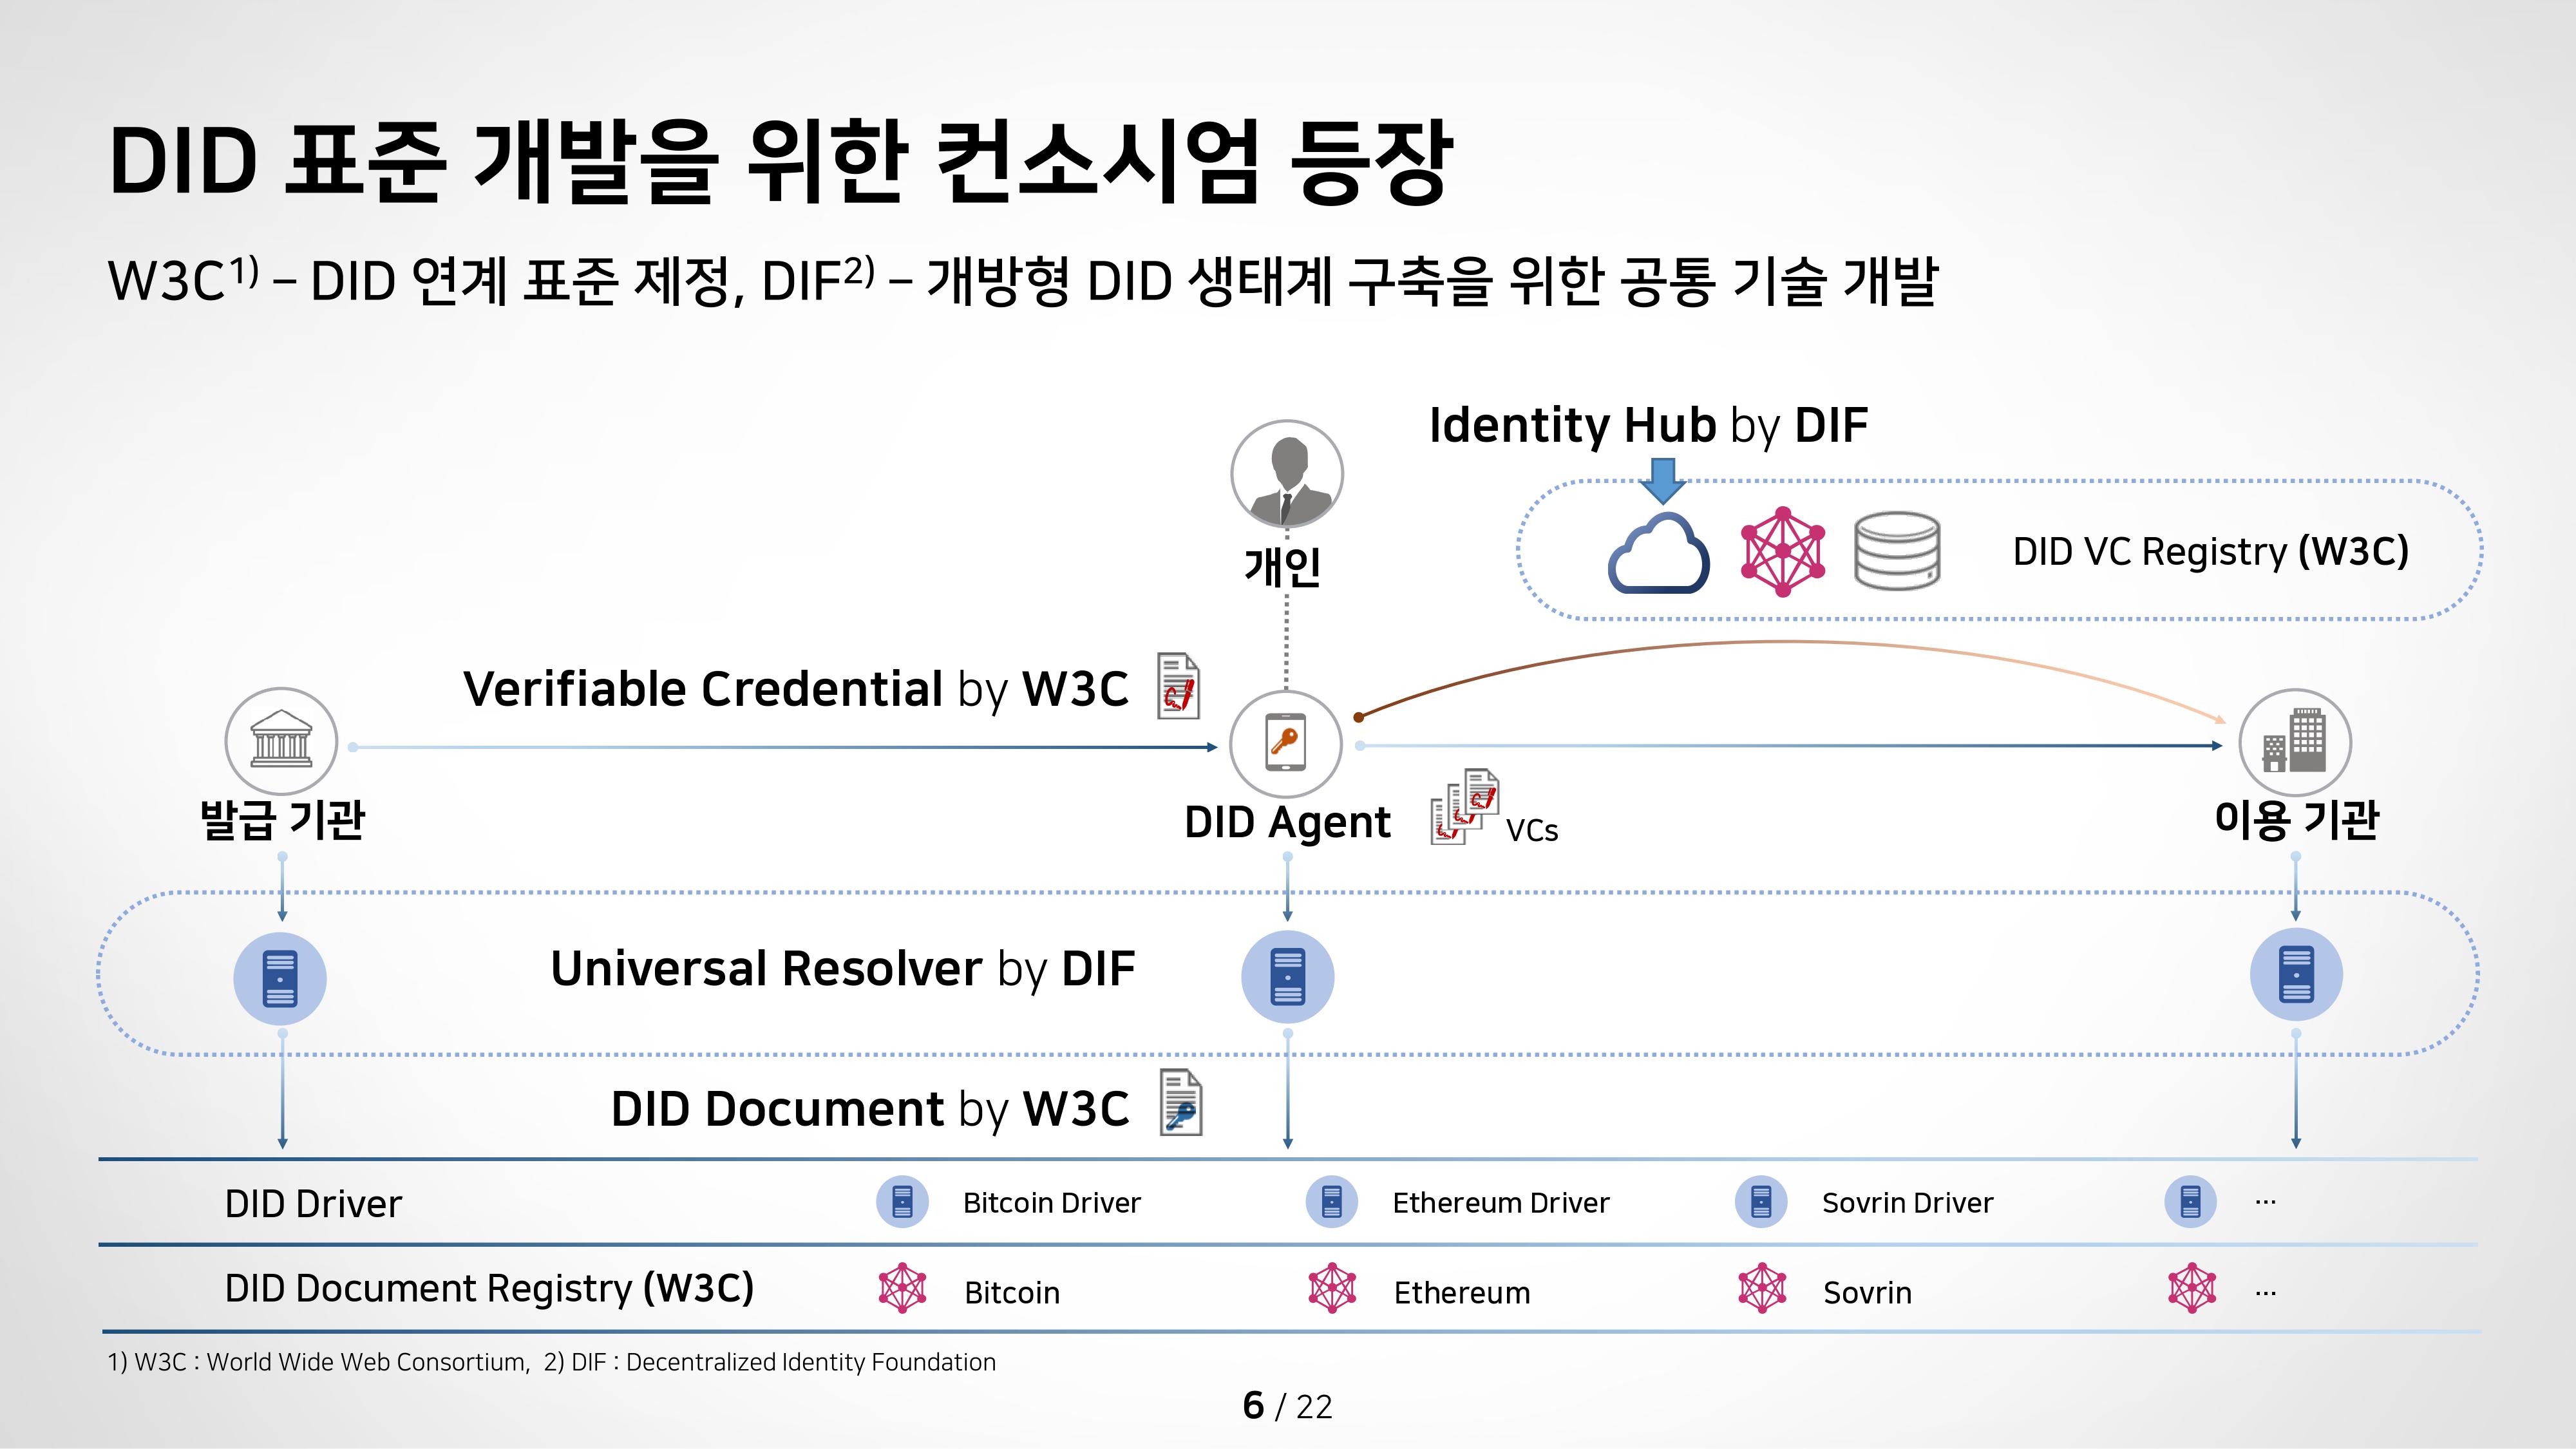 DID 표준 개발을 위한 컨소시엄 등장
W3C1) – DID 연계 표준 제정, DIF2) – 개방형 DID 생태계 구축을 위한 공통 기술 개발
Identity Hub by DIF
개인
DID VC Registry (W3C)
Verifiable Credential by W3C
발급 기관
DID Agent
VCs
이용 기관
Universal Resolver by DIF
DID Document by W3C
DID Driver Bitcoin Driver Ethereum Driver Sovrin Driver ...
DID Document Registry (W3C) Bitcoin Ethereum Sovrin ...
1) W3C : World Wide Web Consortium, 2) DIF : Decentralized Identity Foundation
6 / 22